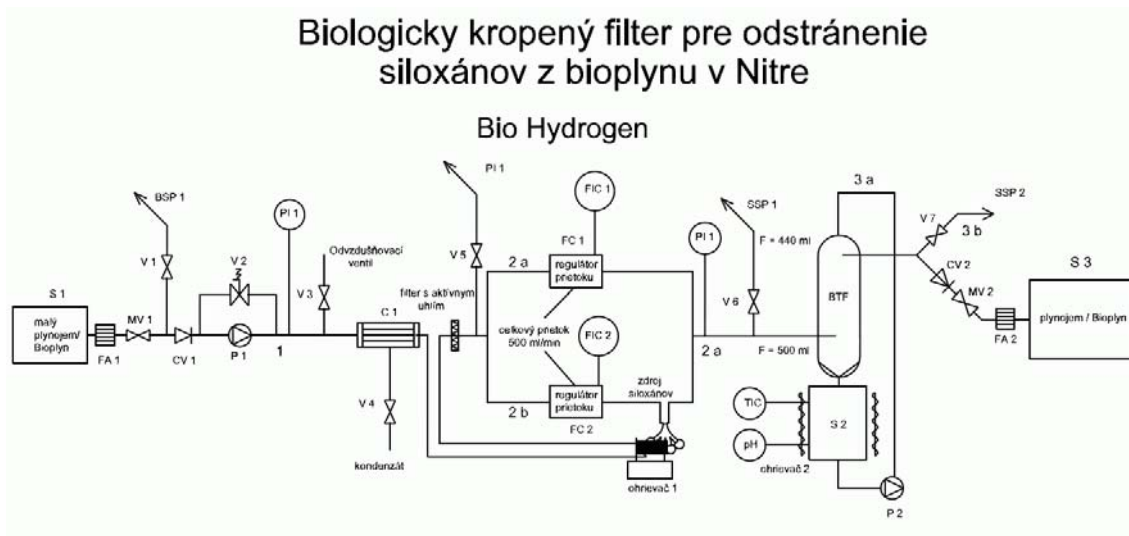 Biologicky kropený filter pre odstránenie
siloxánov z bioplynu v Nitre
Bio Hydrogen
BSP 1
PI 1
FIC 1
SSP 1
3 a
SSP 2
V 7
3 b
PI 1
V 1
V 2
Odvzdušňovací
ventil
V 3
V 5
FC 1
2 a
regulátor
prietoku
PI 1
F = 440 ml
V 6
CV 2
MV 2
S 3
S 1
malý
plynojem/
Bioplyn
FA 1
MV 1
CV 1
P 1
1
filter s aktívnym
uhlím
C 1
celkový prietok
500 ml/min
FIC 2
BTF
2 a
F = 500 ml
FA 2
plynojem / Bioplyn
V 4
kondenzát
2 b
regulátor
prietoku
FC 2
zdroj
siloxánov
ohrievač 1
TIC
pH
S 2
ohrievač 2
P 2